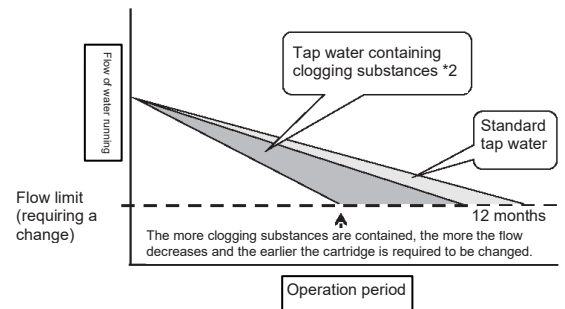 Flow of water running
Tap water containing
clogging substances *2
Standard
tap water
Flow limit
(requiring a
change)
12 months
The more clogging substances are contained, the more the flow
decreases and the earlier the cartridge is required to be changed.
Operation period